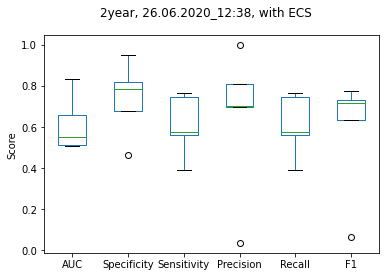 2year, 26.06.2020_12:38, with ECS
1.0
0.8
0.6
0.4
0.2
0.0
Score
AUC Specificity Sensitivity Precision Recall F1